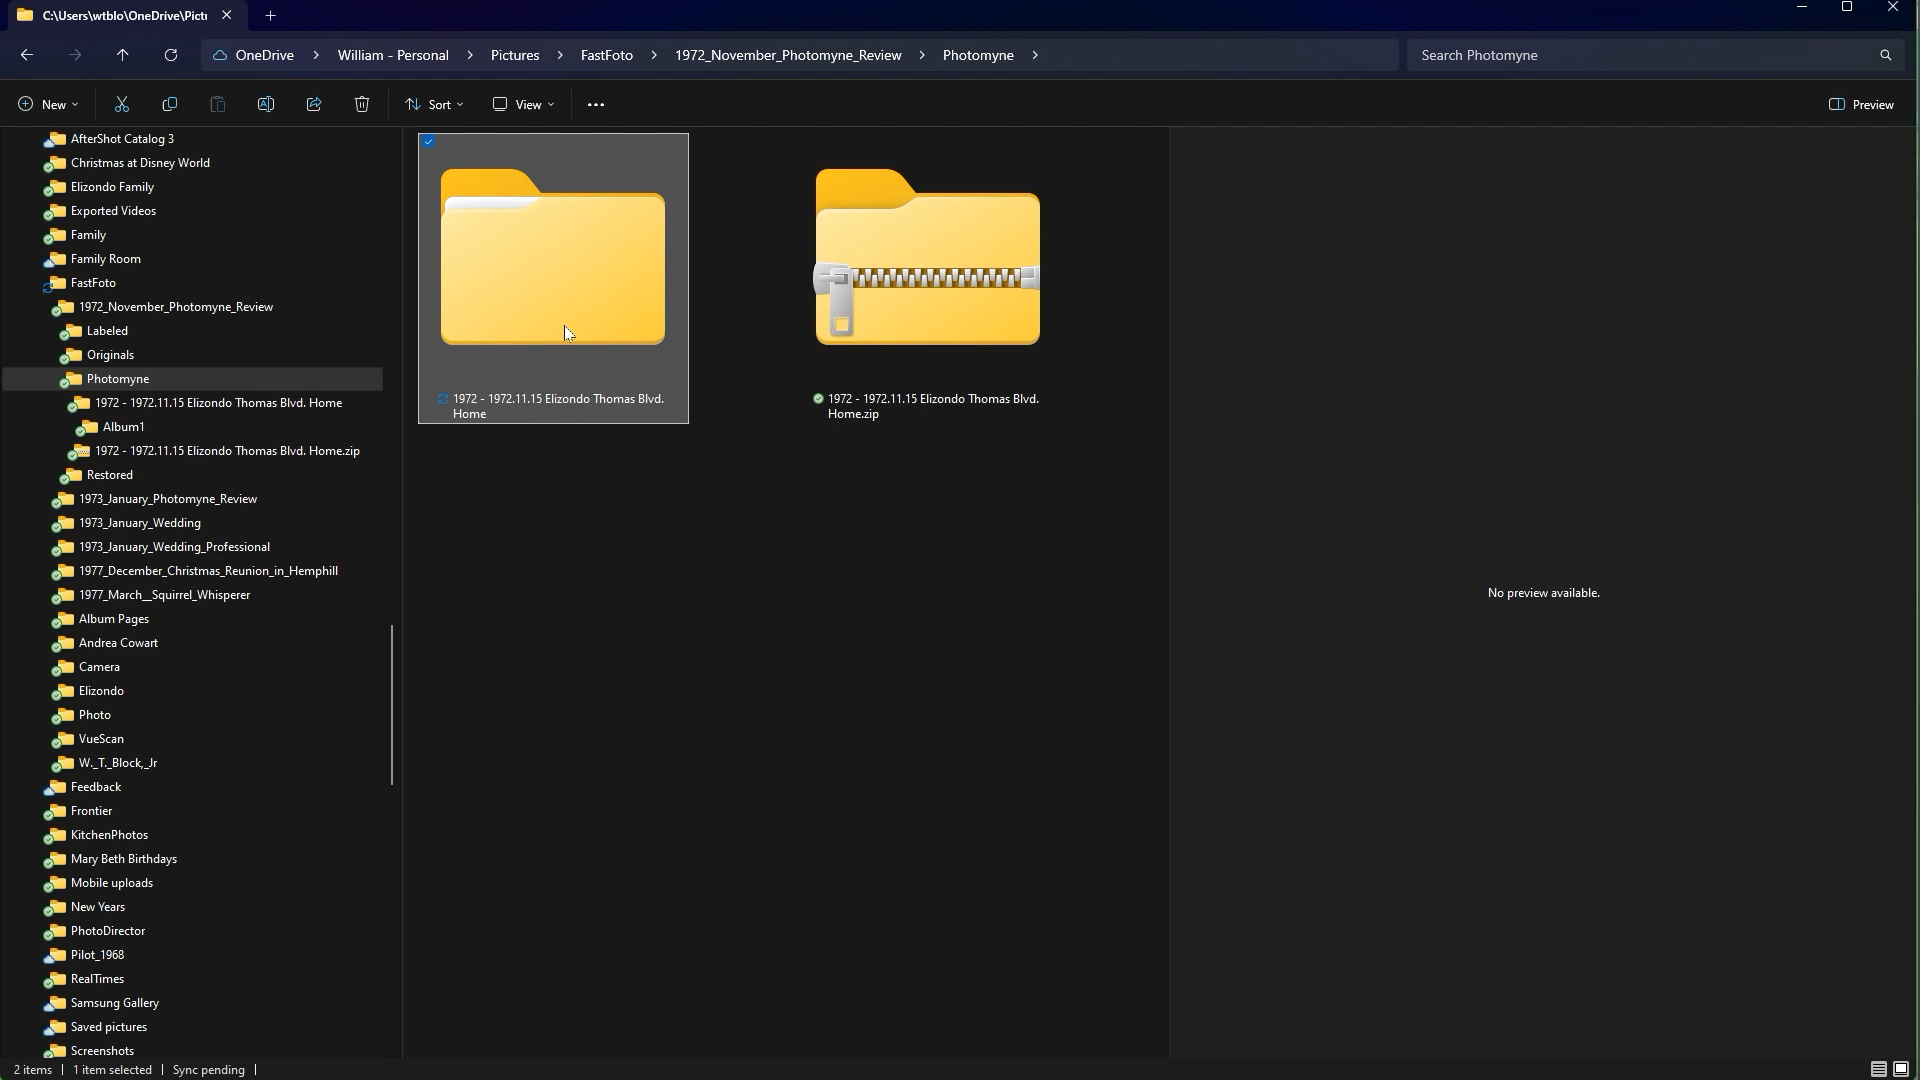 C:\Users\wtblo\OneDrive\Pictu
OneDrive > William - Personal > Pictures > FastFoto > 1972_November_Photomyne_Review > Photomyne >
Search Photomyne
New
Sort
View
Preview
AfterShot Catalog 3
Christmas at Disney World
Elizondo Family
Exported Videos
Family
Family Room
FastFoto
1972_November_Photomyne_Review
Labeled
Originals
Photomyne
1972 - 1972.11.15 Elizondo Thomas Blvd. Home
Album1
1972 - 1972.11.15 Elizondo Thomas Blvd. Home.zip
Restored
1973_January_Photomyne_Review
1973_January_Wedding
1973_January_Wedding_Professional
1977_December_Christmas_Reunion_in_Hemphill
1977_March__Squirrel_Whisperer
Album Pages
Andrea Cowart
Camera
Elizondo
Photo
VueScan
W._T._Block,_Jr
Feedback
Frontier
KitchenPhotos
Mary Beth Birthdays
Mobile uploads
New Years
PhotoDirector
Pilot_1968
RealTimes
Samsung Gallery
Saved pictures
Screenshots
1972 - 1972.11.15 Elizondo Thomas Blvd.
Home
1972 - 1972.11.15 Elizondo Thomas Blvd.
Home.zip
No preview available.
2 items | 1 item selected | Sync pending |